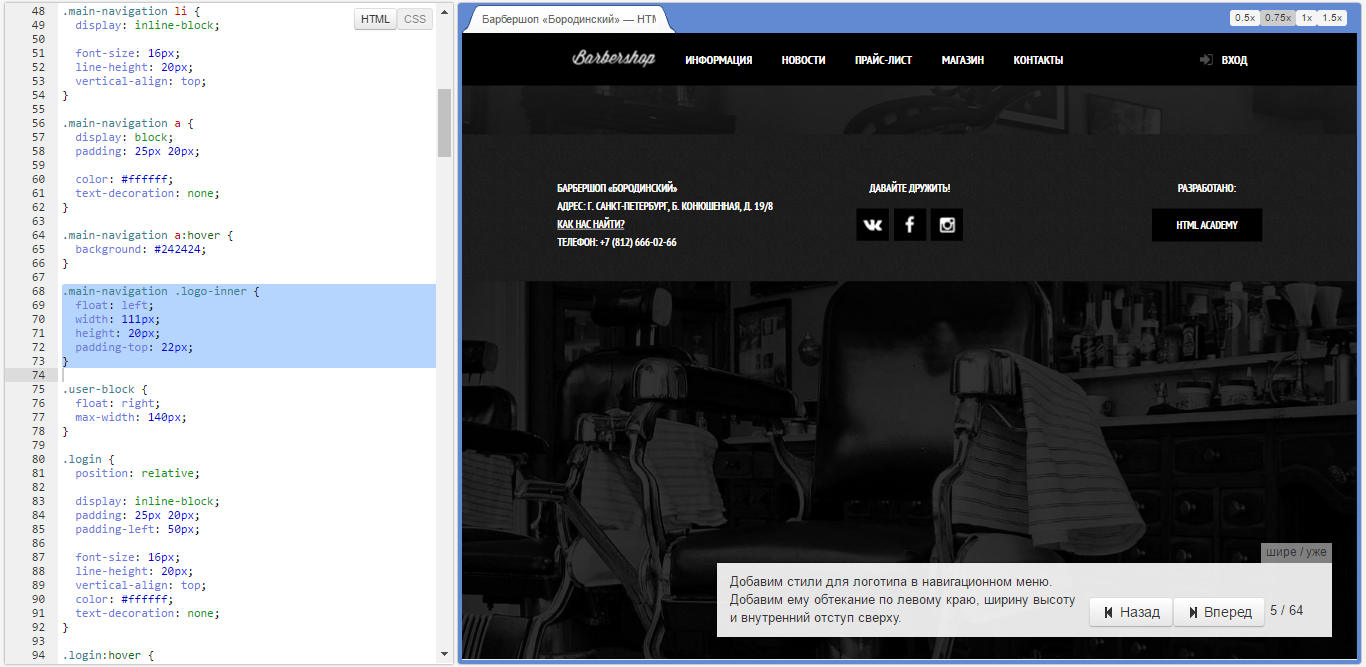 48 .main-navigation li {
49 display: inline-block;
50
51 font-size: 16px;
52 line-height: 20px;
53 vertical-align: top;
54 }
55
56 .main-navigation a {
57 display: block;
58 padding: 25px 20px;
59
60 color: #ffffff;
61 text-decoration: none;
62 }
63
64 .main-navigation a:hover {
65 background: #242424;
66 }
67
68 .main-navigation .logo-inner {
69 float: left;
70 width: 111px;
71 height: 20px;
72 padding-top: 22px;
73 }
74
75 .user-block {
76 float: right;
77 max-width: 140px;
78 }
79
80 .login {
81 position: relative;
82
83 display: inline-block;
84 padding: 25px 20px;
85 padding-left: 50px;
86
87 font-size: 16px;
88 line-height: 20px;
89 vertical-align: top;
90 color: #ffffff;
91 text-decoration: none;
92 }
93
94 .login:hover {
HTML CSS
Барбершоп «Бородинский» — HTM
0.5x 0.75x 1x 1.5x
Barbershop ИНФОРМАЦИЯ НОВОСТИ ПРАЙС-ЛИСТ МАГАЗИН КОНТАКТЫ ВХОД
БАРБЕРШОП «БОРОДИНСКИЙ»
АДРЕС: Г. САНКТ-ПЕТЕРБУРГ, Б. КОНЮШЕННАЯ, Д. 19/8
КАК НАС НАЙТИ?
ТЕЛЕФОН: +7 (812) 666-02-66
ДАВАЙТЕ ДРУЖИТЬ!
РАЗРАБОТАНО:
HTML ACADEMY
шире / уже
Добавим стили для логотипа в навигационном меню.
Добавим ему обтекание по левому краю, ширину высоту
и внутренний отступ сверху.
Назад Вперед 5 / 64